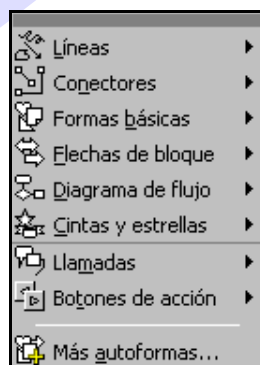 Líneas
Conectores
Formas básicas
Flechas de bloque
Diagrama de flujo
Cintas y estrellas
Llamadas
Botones de acción
Más autoformas...